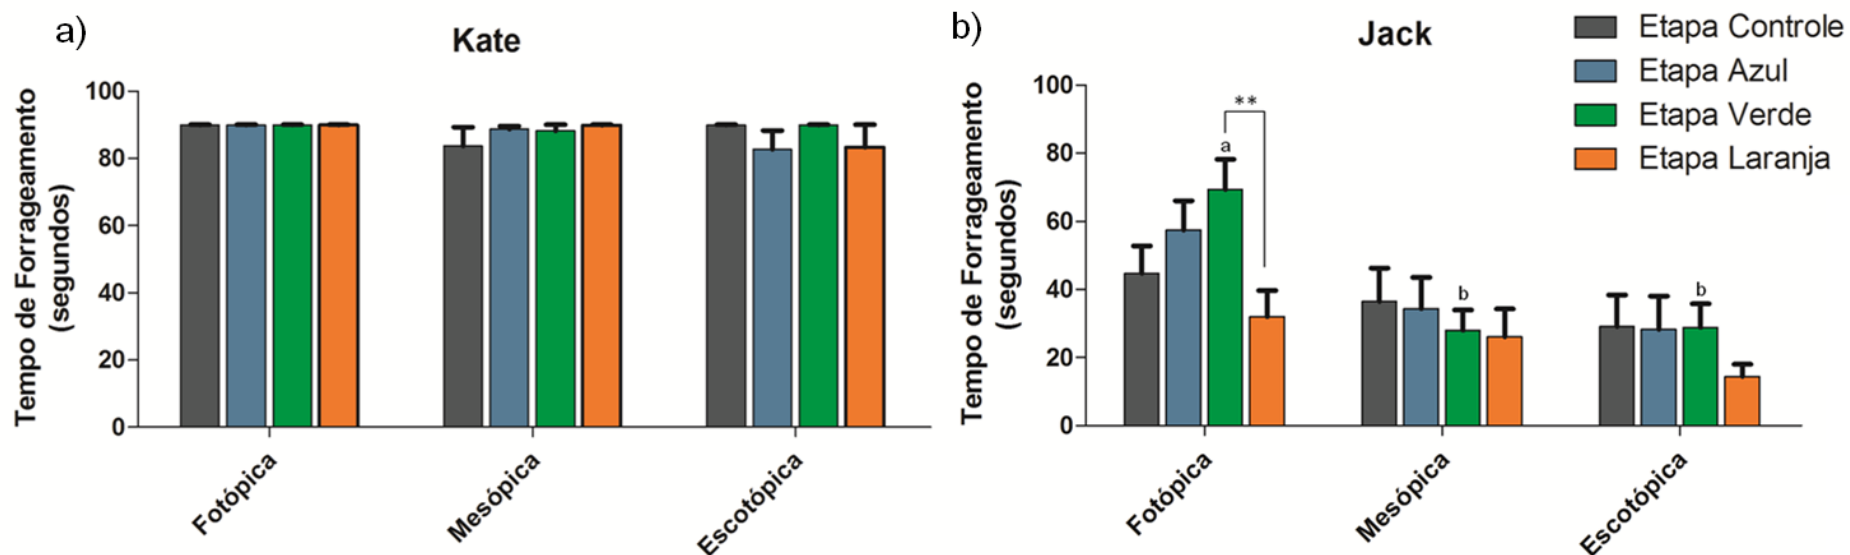 a)
Kate
Tempo de Forrageamento
(segundos)
100
80
60
40
20
0
Fotópica
Mesópica
Escotópica
b)
Jack
Tempo de Forrageamento
(segundos)
100
80
60
40
20
0
**
a
b
b
Fotópica
Mesópica
Escotópica
Etapa Controle
Etapa Azul
Etapa Verde
Etapa Laranja